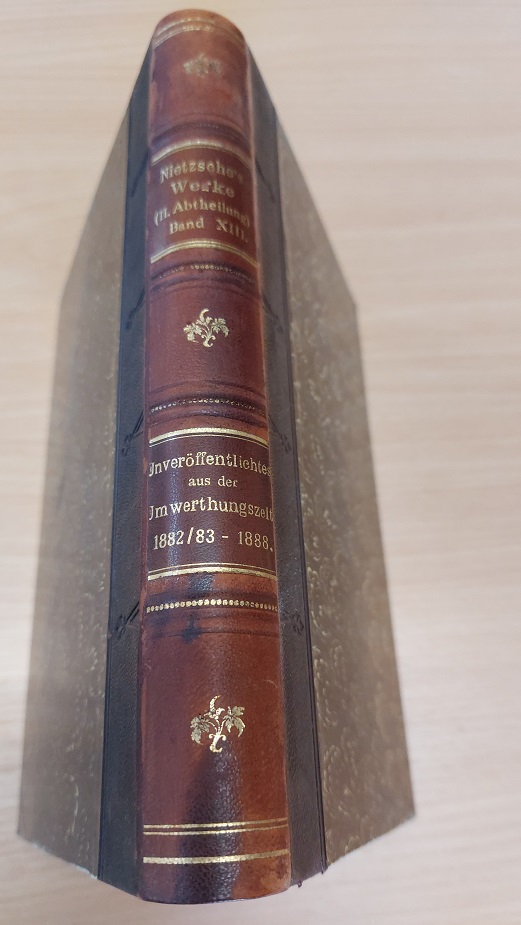 Nietzsche's
Werke
(II. Abtheilung)
Band XIII.
Unveröffentlichtes
aus der
Umwerthungszeit
1882/83 - 1888.